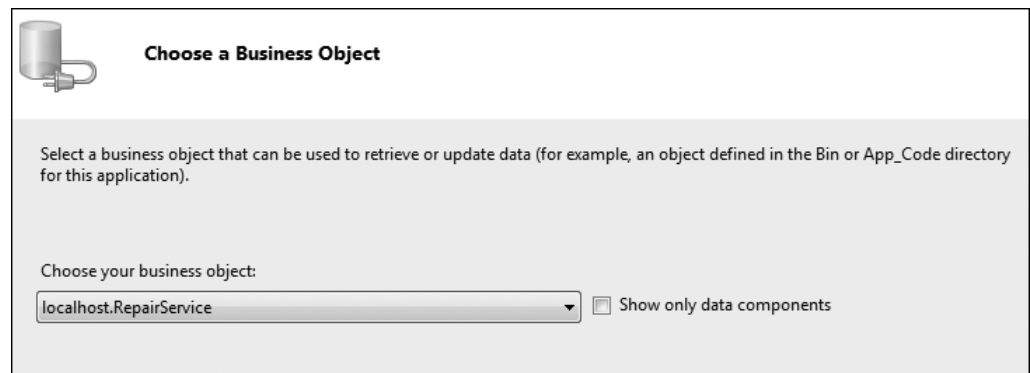 Choose a Business Object
Select a business object that can be used to retrieve or update data (for example, an object defined in the Bin or App_Code directory
for this application).
Choose your business object:
localhost.RepairService
Show only data components